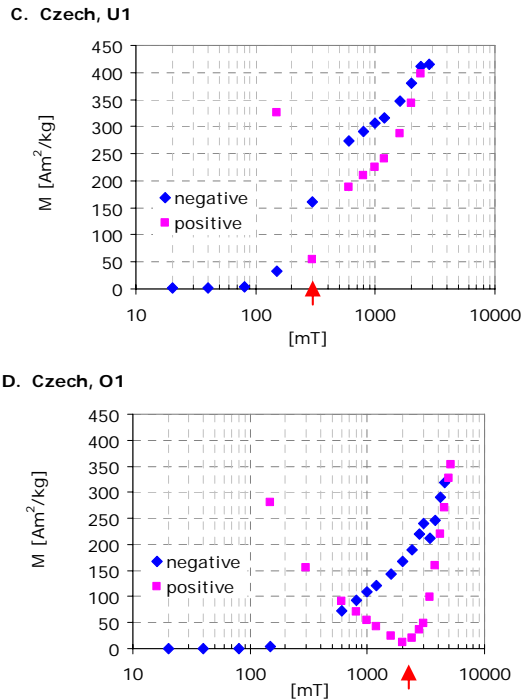 C. Czech, U1
450
400
350
300
250
200
150
100
50
0
M [Am²/kg]
negative
positive
10 100 1000 10000
[mT]
D. Czech, O1
450
400
350
300
250
200
150
100
50
0
M [Am²/kg]
negative
positive
10 100 1000 10000
[mT]